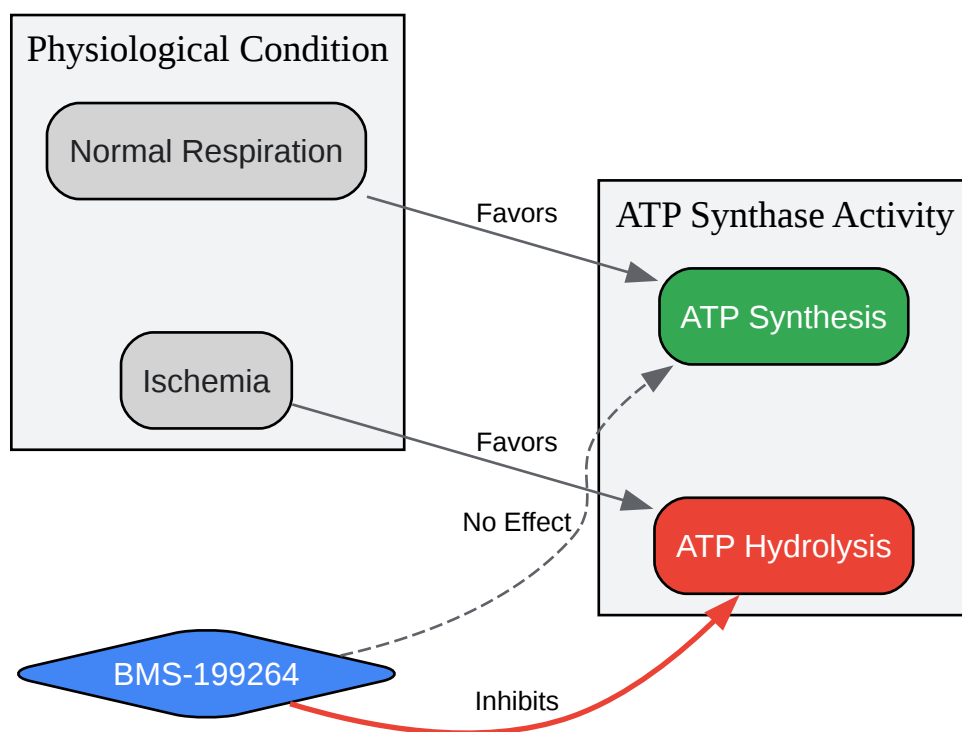 Physiological Condition
Normal Respiration
Favors
ATP Synthase Activity
ATP Synthesis
Ischemia
Favors
No Effect
ATP Hydrolysis
BMS-199264
Inhibits